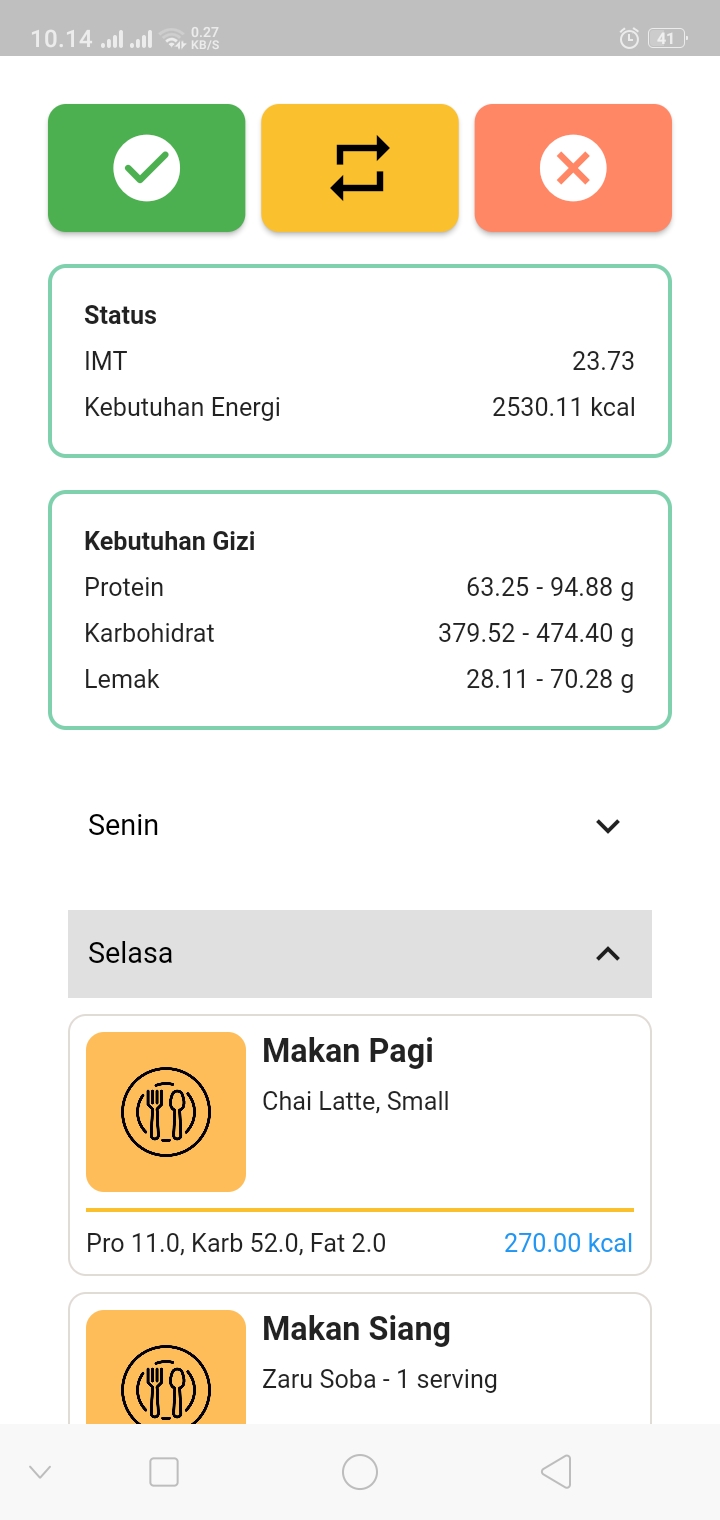 10.14 0.27 KB/S 41
Status
IMT 23.73
Kebutuhan Energi 2530.11 kcal
Kebutuhan Gizi
Protein 63.25 - 94.88 g
Karbohidrat 379.52 - 474.40 g
Lemak 28.11 - 70.28 g
Senin
Selasa
Makan Pagi
Chai Latte, Small
Pro 11.0, Karb 52.0, Fat 2.0 270.00 kcal
Makan Siang
Zaru Soba - 1 serving